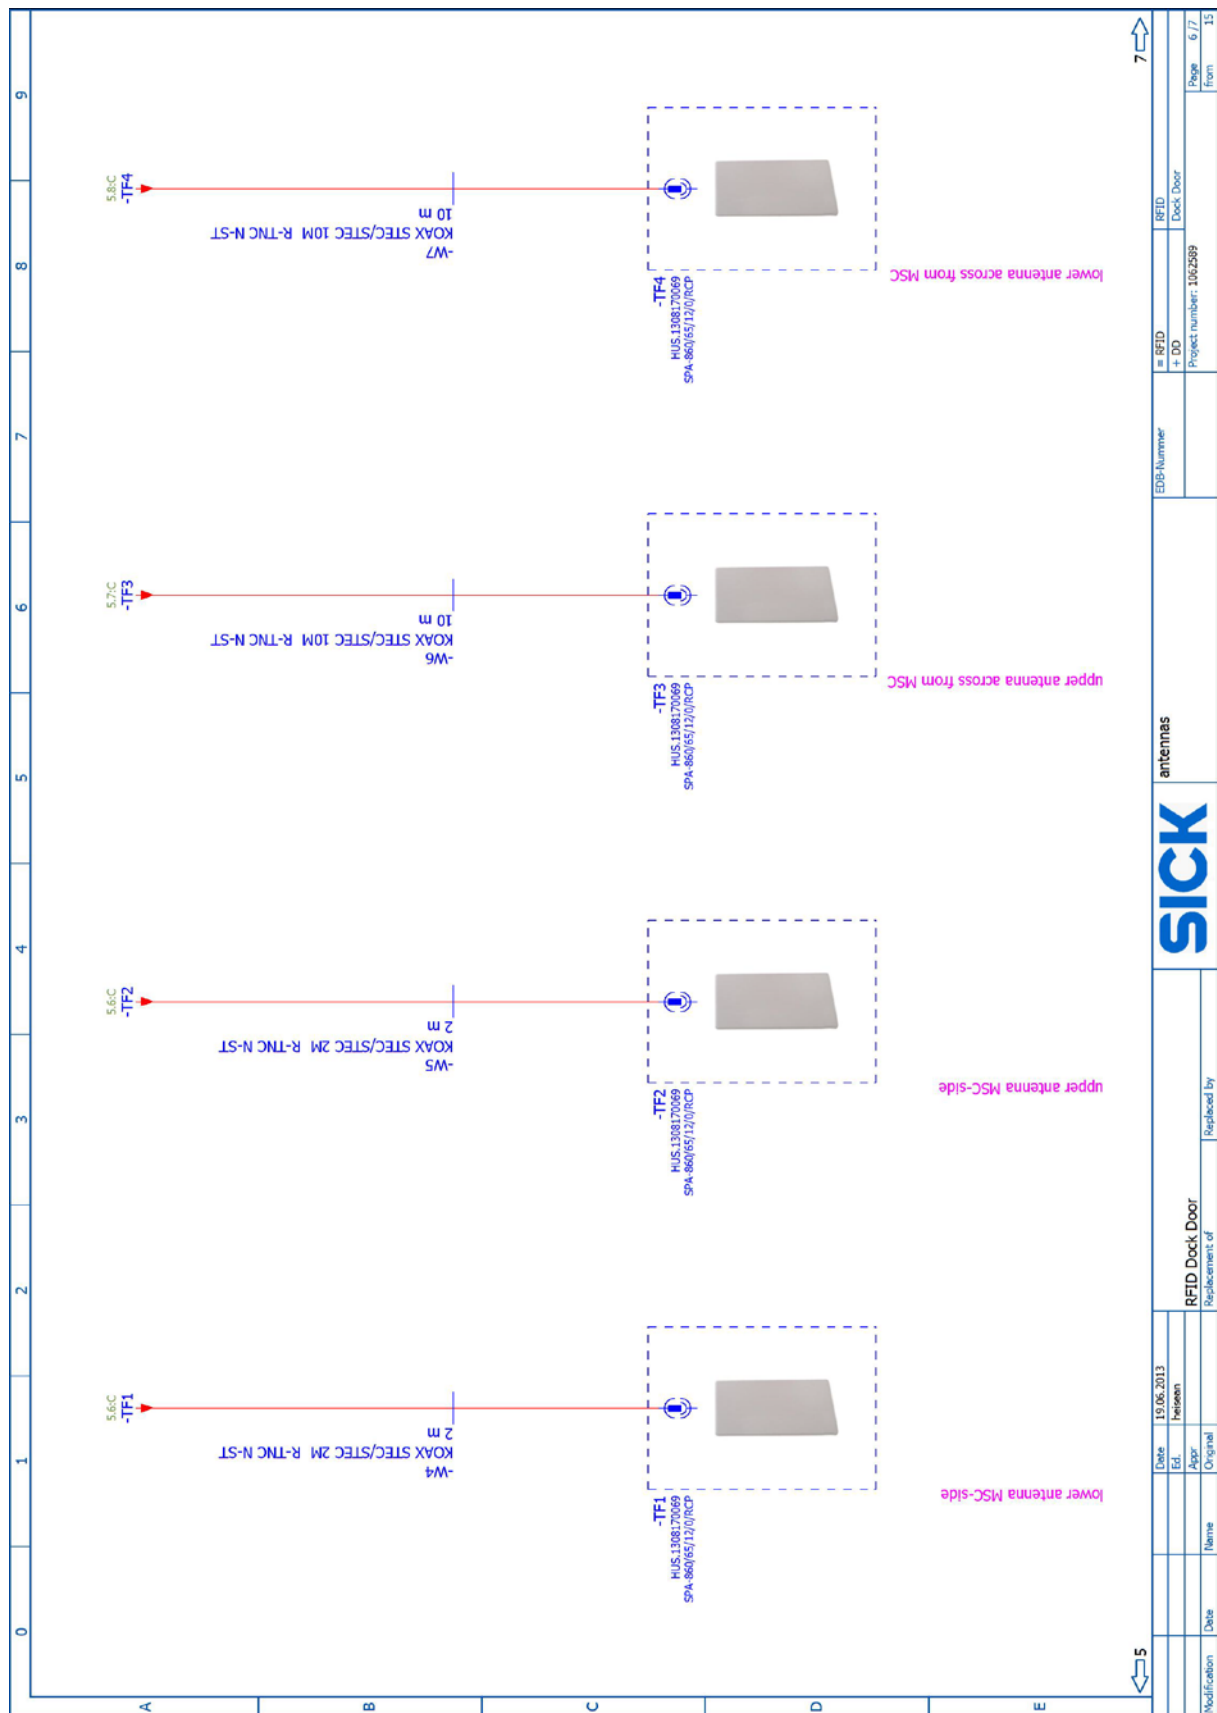 0 1 2 3 4 5 6 7 8 9
A
B
C
D
E
5.6:C
-TF1
-W4
KOAX STEC/STEC 2M R-TNC N-ST
2 m
-TF1
HUS.1308170069
SPA-860/65/12/0/RCP
lower antenna MSC-side
5.6:C
-TF2
-W5
KOAX STEC/STEC 2M R-TNC N-ST
2 m
-TF2
HUS.1308170069
SPA-860/65/12/0/RCP
upper antenna MSC-side
5.7:C
-TF3
-W6
KOAX STEC/STEC 10M R-TNC N-ST
10 m
-TF3
HUS.1308170069
SPA-860/65/12/0/RCP
upper antenna across from MSC
5.8:C
-TF4
-W7
KOAX STEC/STEC 10M R-TNC N-ST
10 m
-TF4
HUS.1308170069
SPA-860/65/12/0/RCP
lower antenna across from MSC
5
7
Modification
Date
Name
Date 19.06.2013
Ed. heisean
Appr
Original
RFID Dock Door
Replacement of
Replaced by
SICK
antennas
EDB-Nummer
= RFID
RFID
+ DD
Dock Door
Project number: 1062589
Page 6 /7
from 15